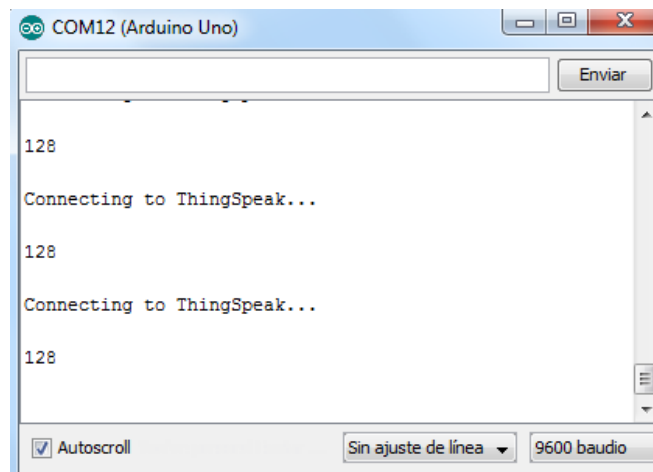 COM12 (Arduino Uno)
Enviar
128
Connecting to ThingSpeak...
128
Connecting to ThingSpeak...
128
Autoscroll
Sin ajuste de línea
9600 baudio